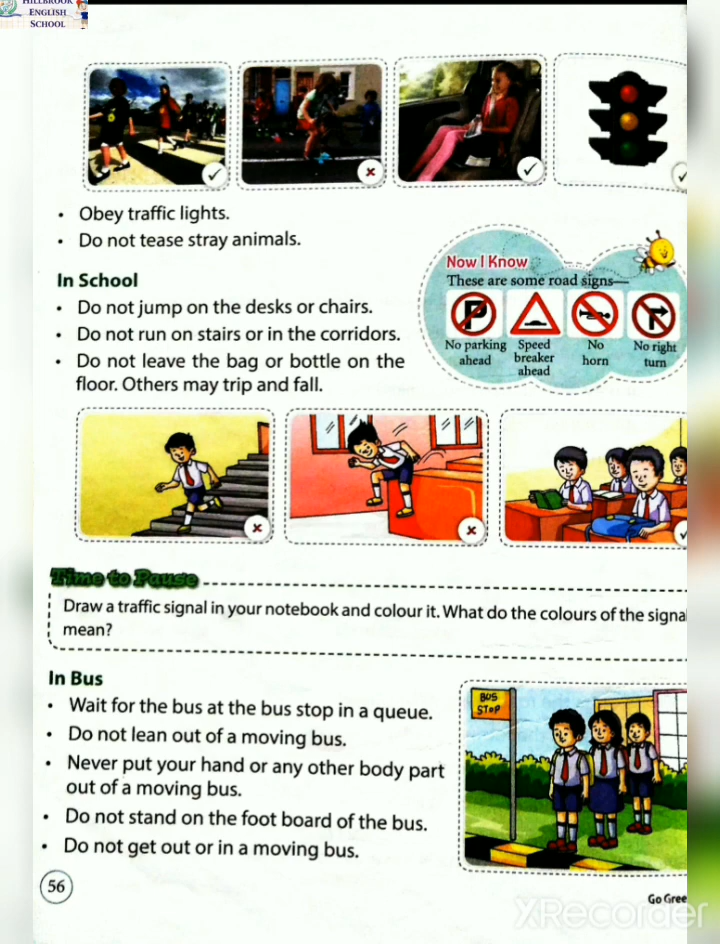 HILLBROOK
ENGLISH
SCHOOL
• Obey traffic lights.
• Do not tease stray animals.
Now I Know
These are some road signs—
P
No parking ahead
Speed breaker ahead
No horn
No right turn
In School
• Do not jump on the desks or chairs.
• Do not run on stairs or in the corridors.
• Do not leave the bag or bottle on the
floor. Others may trip and fall.
Time to Pause
Draw a traffic signal in your notebook and colour it. What do the colours of the signa
mean?
In Bus
• Wait for the bus at the bus stop in a queue.
• Do not lean out of a moving bus.
• Never put your hand or any other body part
out of a moving bus.
• Do not stand on the foot board of the bus.
• Do not get out or in a moving bus.
BUS
STOP
56
Go Gree
XRecorder